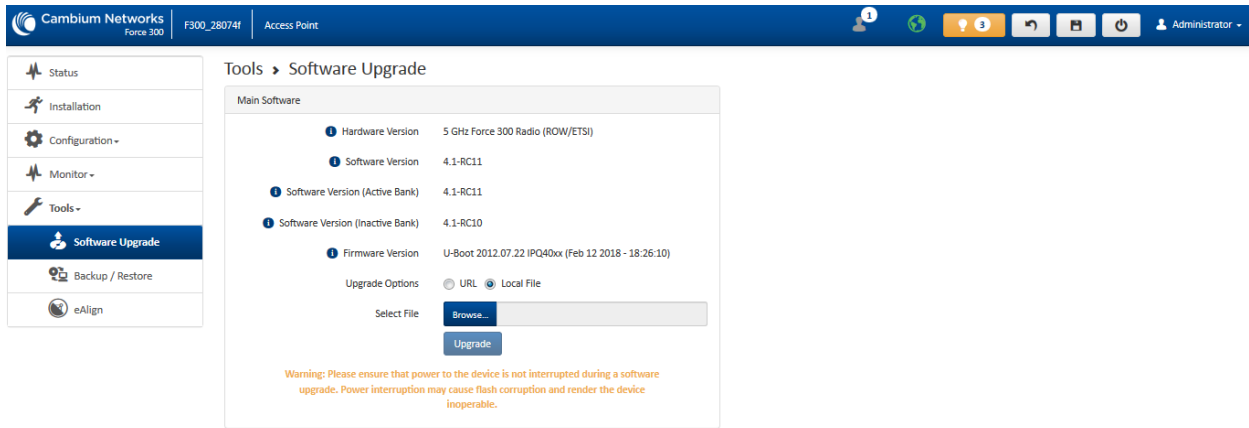 Cambium Networks
Force 300
F300_28074f
Access Point
1
3
Administrator
Status
Installation
Configuration
Monitor
Tools
Software Upgrade
Backup / Restore
eAlign
Tools > Software Upgrade
Main Software
Hardware Version 5 GHz Force 300 Radio (ROW/ETSI)
Software Version 4.1-RC11
Software Version (Active Bank) 4.1-RC11
Software Version (Inactive Bank) 4.1-RC10
Firmware Version U-Boot 2012.07.22 IPQ40xx (Feb 12 2018 - 18:26:10)
Upgrade Options URL Local File
Select File Browse...
Upgrade
Warning: Please ensure that power to the device is not interrupted during a software
upgrade. Power interruption may cause flash corruption and render the device
inoperable.